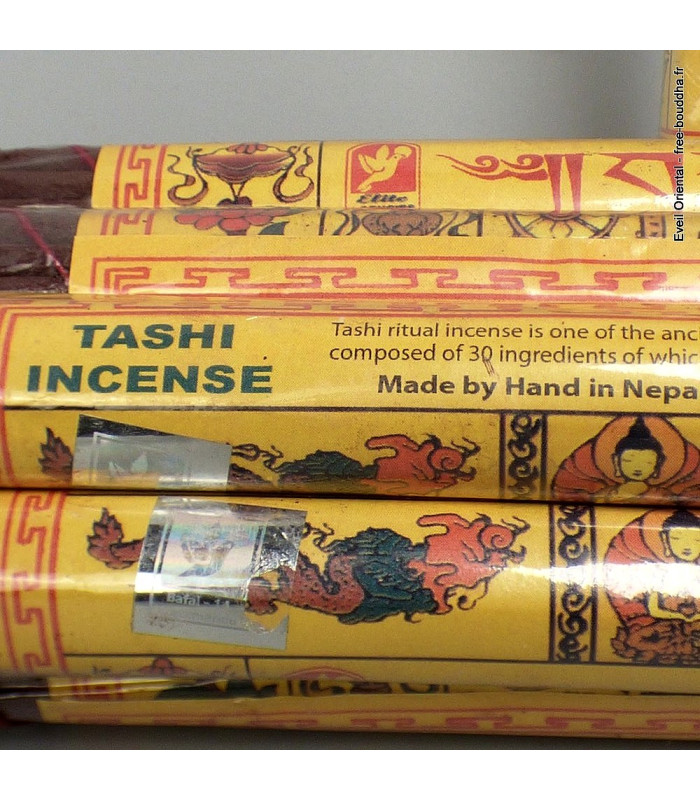 Eveil Oriental - free-bouddha.fr
Elite
TASHI
INCENSE
Tashi ritual incense is one of the anc
composed of 30 ingredients of whic
Made by Hand in Nepa